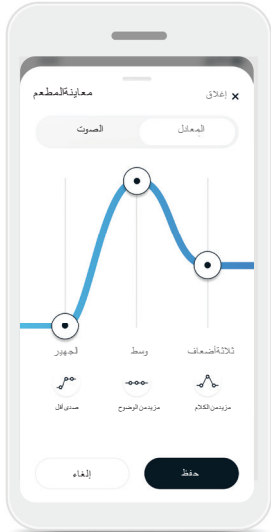 معاينةالمطعم
× إغلاق
الصوت
المعادل
الجهير
وسط
ثلاثةأضعاف
صدى أقل
مزيدمن الوضوح
مزيدمن الكلام
إلغاء
حفظ